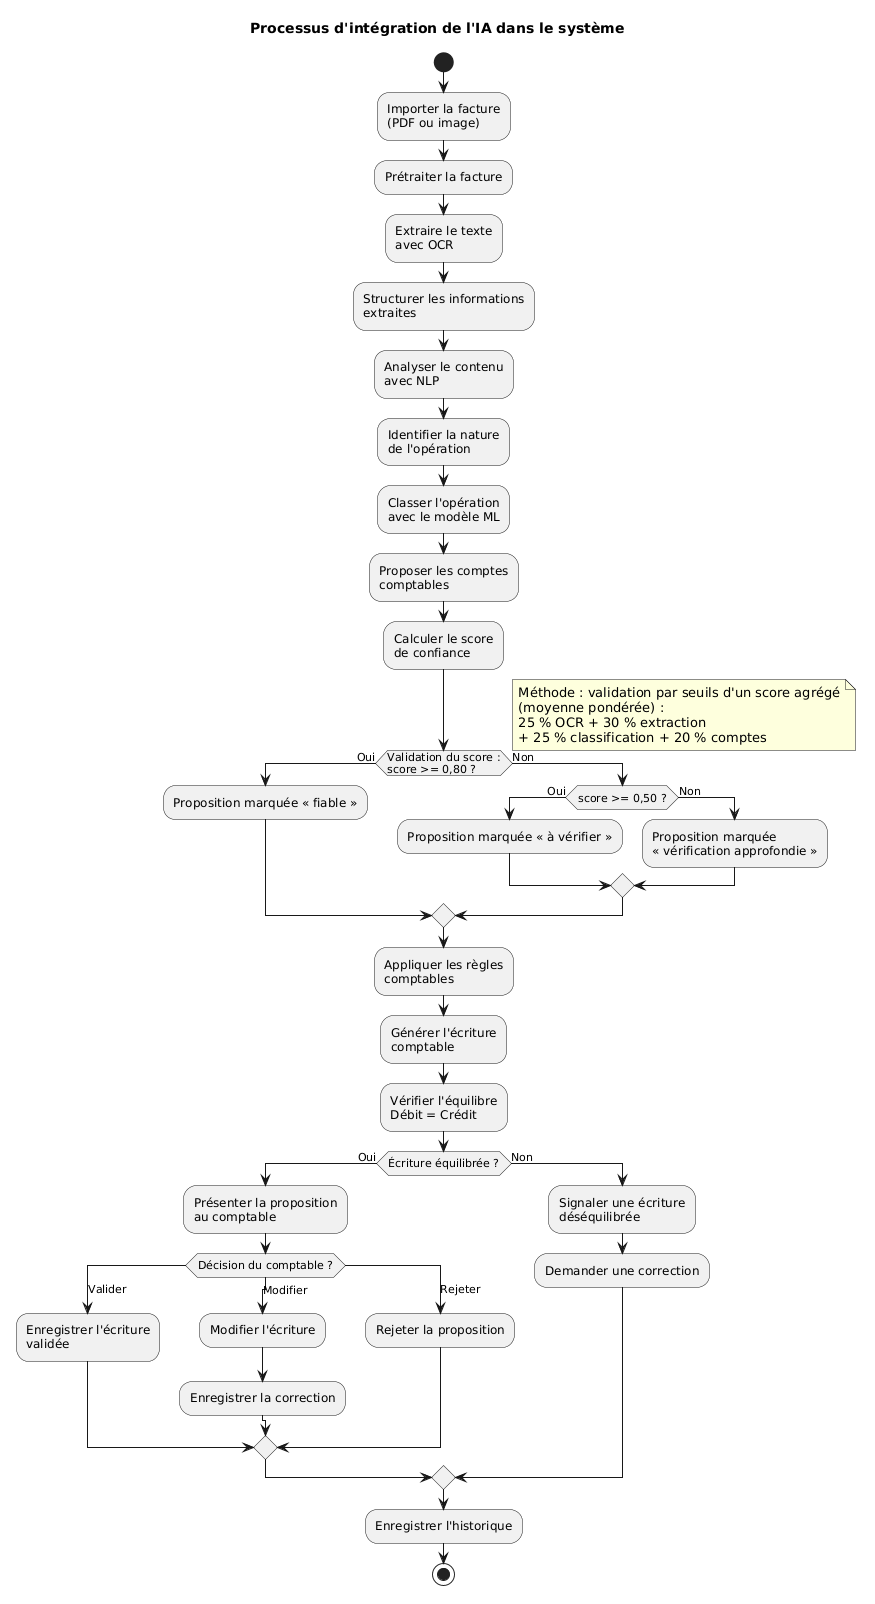 Processus d'intégration de l'IA dans le système
Importer la facture
(PDF ou image)
Prétraiter la facture
Extraire le texte
avec OCR
Structurer les informations
extraites
Analyser le contenu
avec NLP
Identifier la nature
de l'opération
Classer l'opération
avec le modèle ML
Proposer les comptes
comptables
Calculer le score
de confiance
Méthode : validation par seuils d'un score agrégé
(moyenne pondérée) :
25 % OCR + 30 % extraction
+ 25 % classification + 20 % comptes
Oui
Validation du score :
score >= 0,80 ?
Non
Proposition marquée « fiable »
Oui
score >= 0,50 ?
Non
Proposition marquée « à vérifier »
Proposition marquée
« vérification approfondie »
Appliquer les règles
comptables
Générer l'écriture
comptable
Vérifier l'équilibre
Débit = Crédit
Oui
Écriture équilibrée ?
Non
Présenter la proposition
au comptable
Signaler une écriture
déséquilibrée
Décision du comptable ?
Demander une correction
Valider
Modifier
Rejeter
Enregistrer l'écriture
validée
Modifier l'écriture
Rejeter la proposition
Enregistrer la correction
Enregistrer l'historique